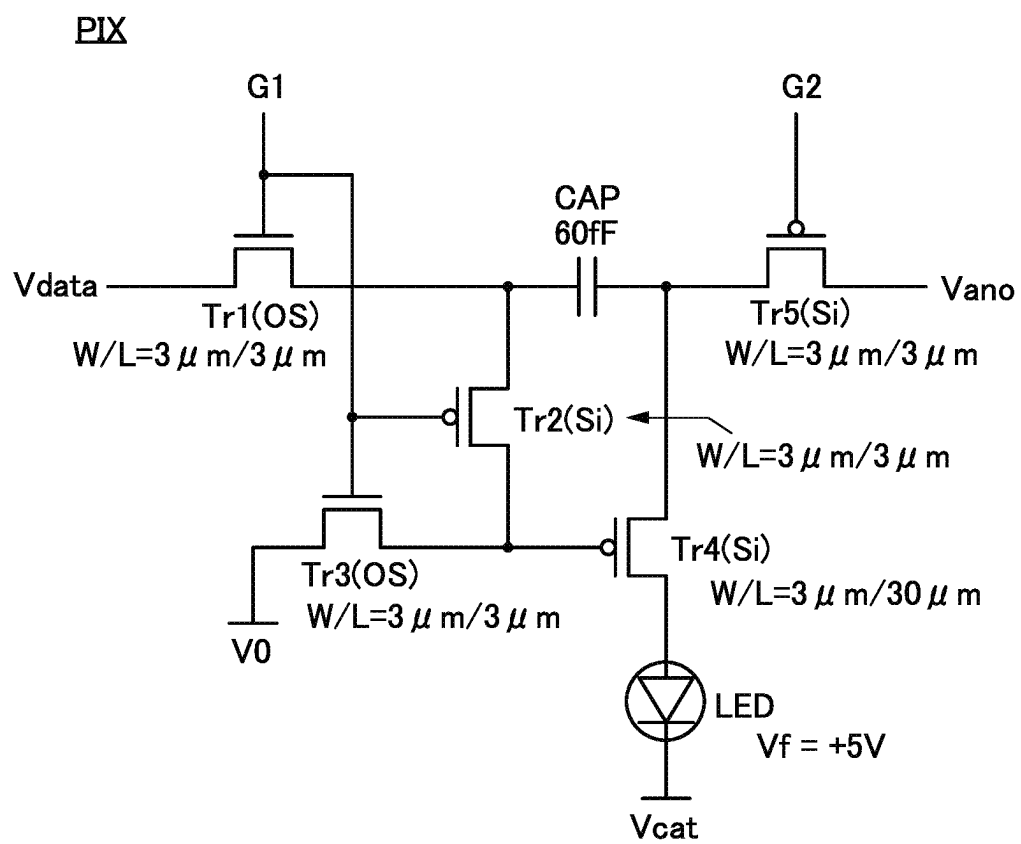 PIX
G1
G2
CAP
60fF
Vdata
Vano
Tr1(OS)
W/L=3μm/3μm
Tr5(Si)
W/L=3μm/3μm
Tr2(Si)
W/L=3μm/3μm
Tr4(Si)
W/L=3μm/30μm
Tr3(OS)
W/L=3μm/3μm
V0
LED
Vf = +5V
Vcat